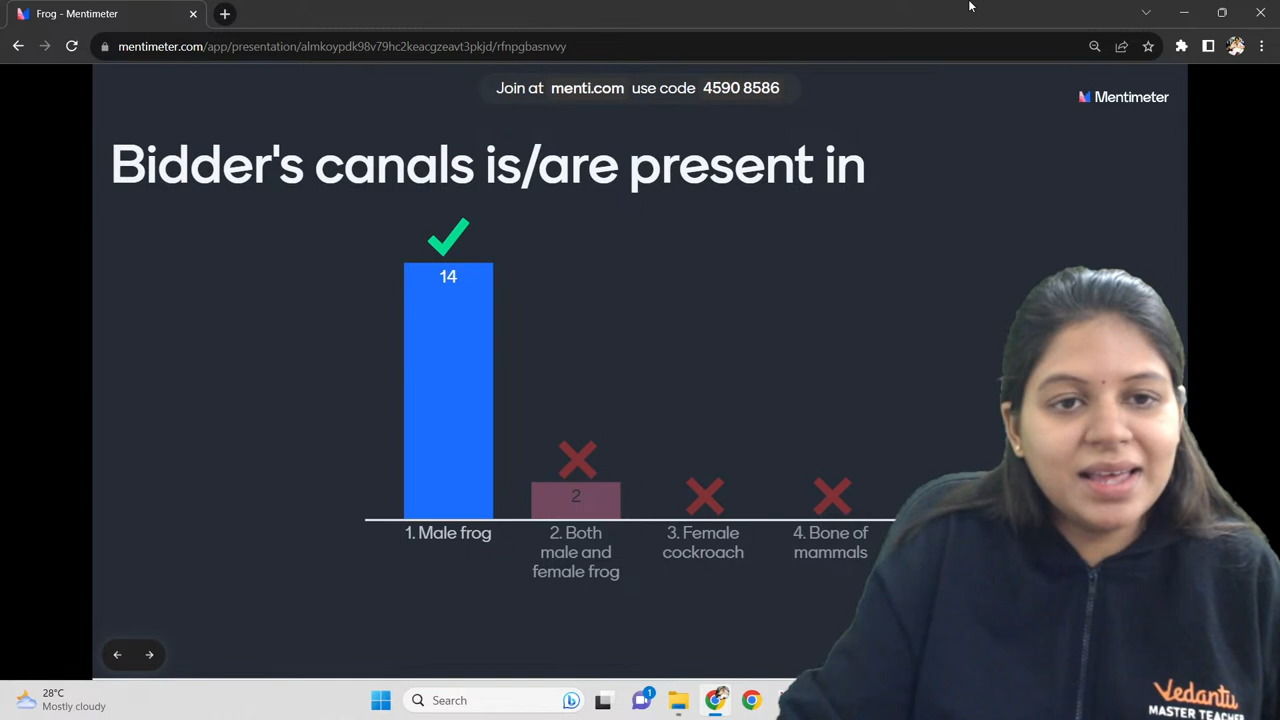 Frog - Mentimeter
mentimeter.com/app/presentation/almkoypdk98v79hc2keacgzeavt3pkjd/rfnpgbasnvvy
Join at menti.com use code 4590 8586
Mentimeter
Bidder's canals is/are present in
14
2
1. Male frog
2. Both
male and
female frog
3. Female
cockroach
4. Bone of
mammals
28°C
Mostly cloudy
Search
1
Vedantu
MASTER TEACHER